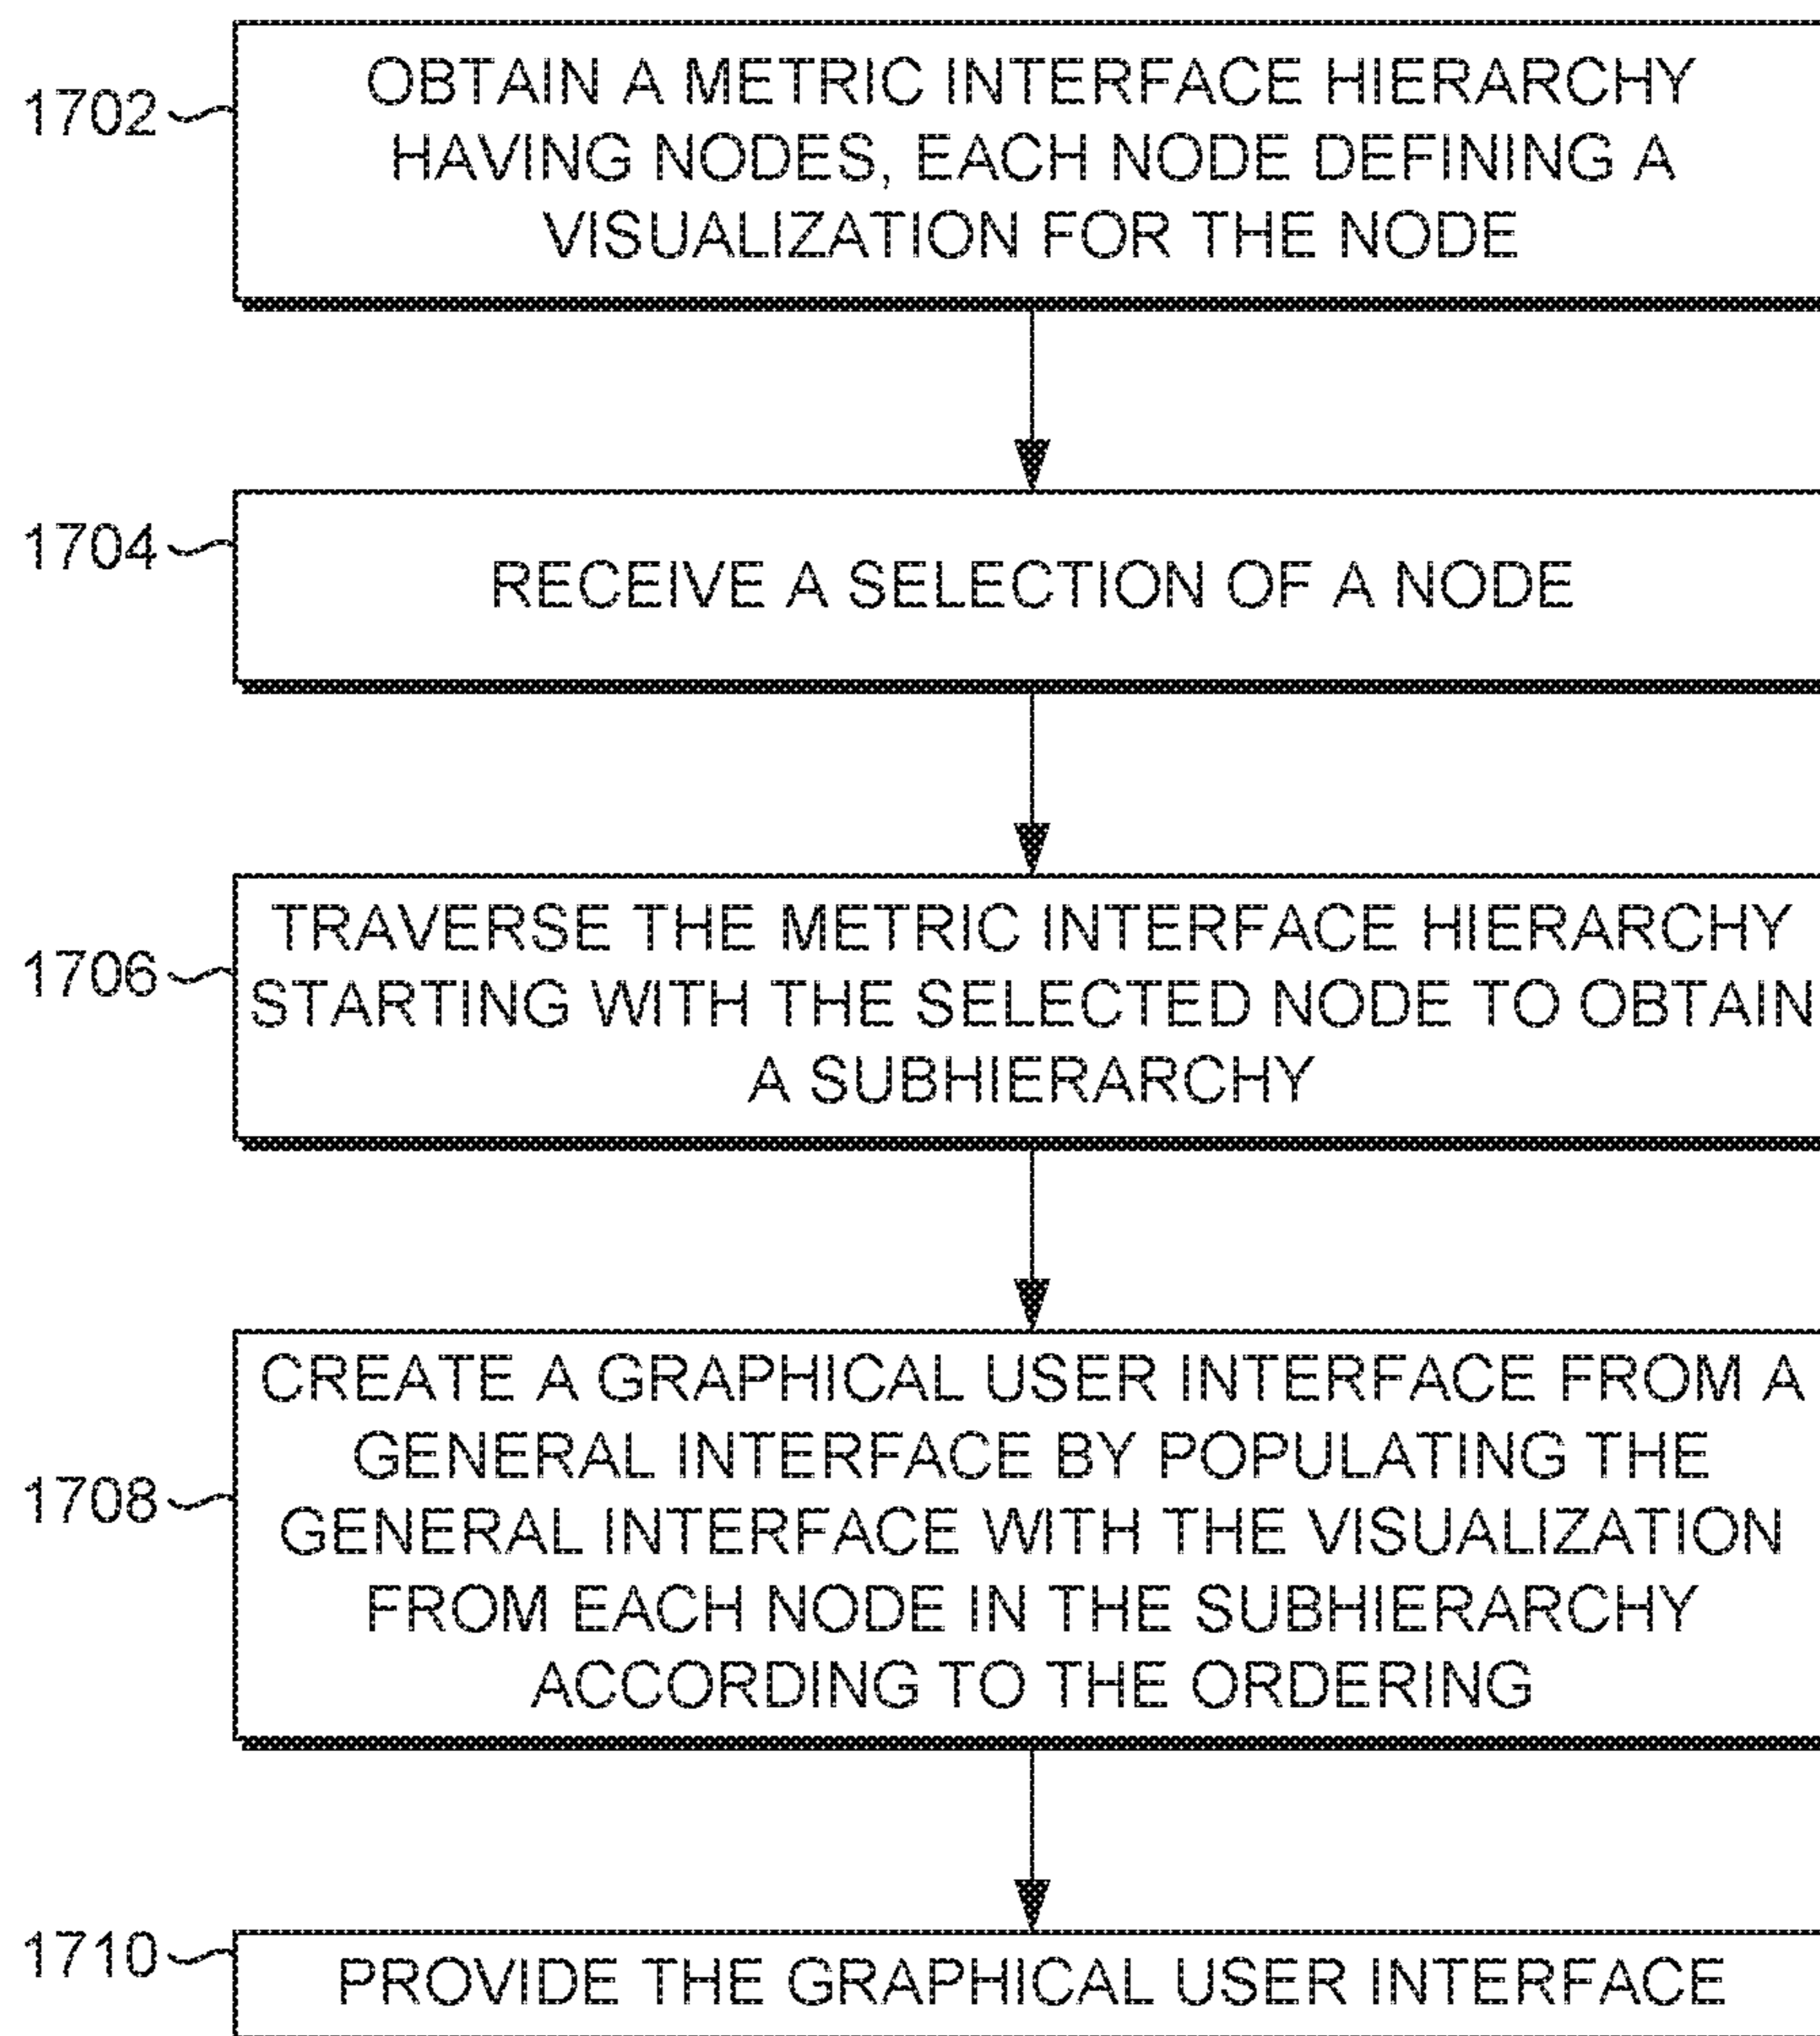 1702
OBTAIN A METRIC INTERFACE HIERARCHY
HAVING NODES, EACH NODE DEFINING A
VISUALIZATION FOR THE NODE
1704
RECEIVE A SELECTION OF A NODE
1706
TRAVERSE THE METRIC INTERFACE HIERARCHY
STARTING WITH THE SELECTED NODE TO OBTAIN
A SUBHIERARCHY
1708
CREATE A GRAPHICAL USER INTERFACE FROM A
GENERAL INTERFACE BY POPULATING THE
GENERAL INTERFACE WITH THE VISUALIZATION
FROM EACH NODE IN THE SUBHIERARCHY
ACCORDING TO THE ORDERING
1710
PROVIDE THE GRAPHICAL USER INTERFACE